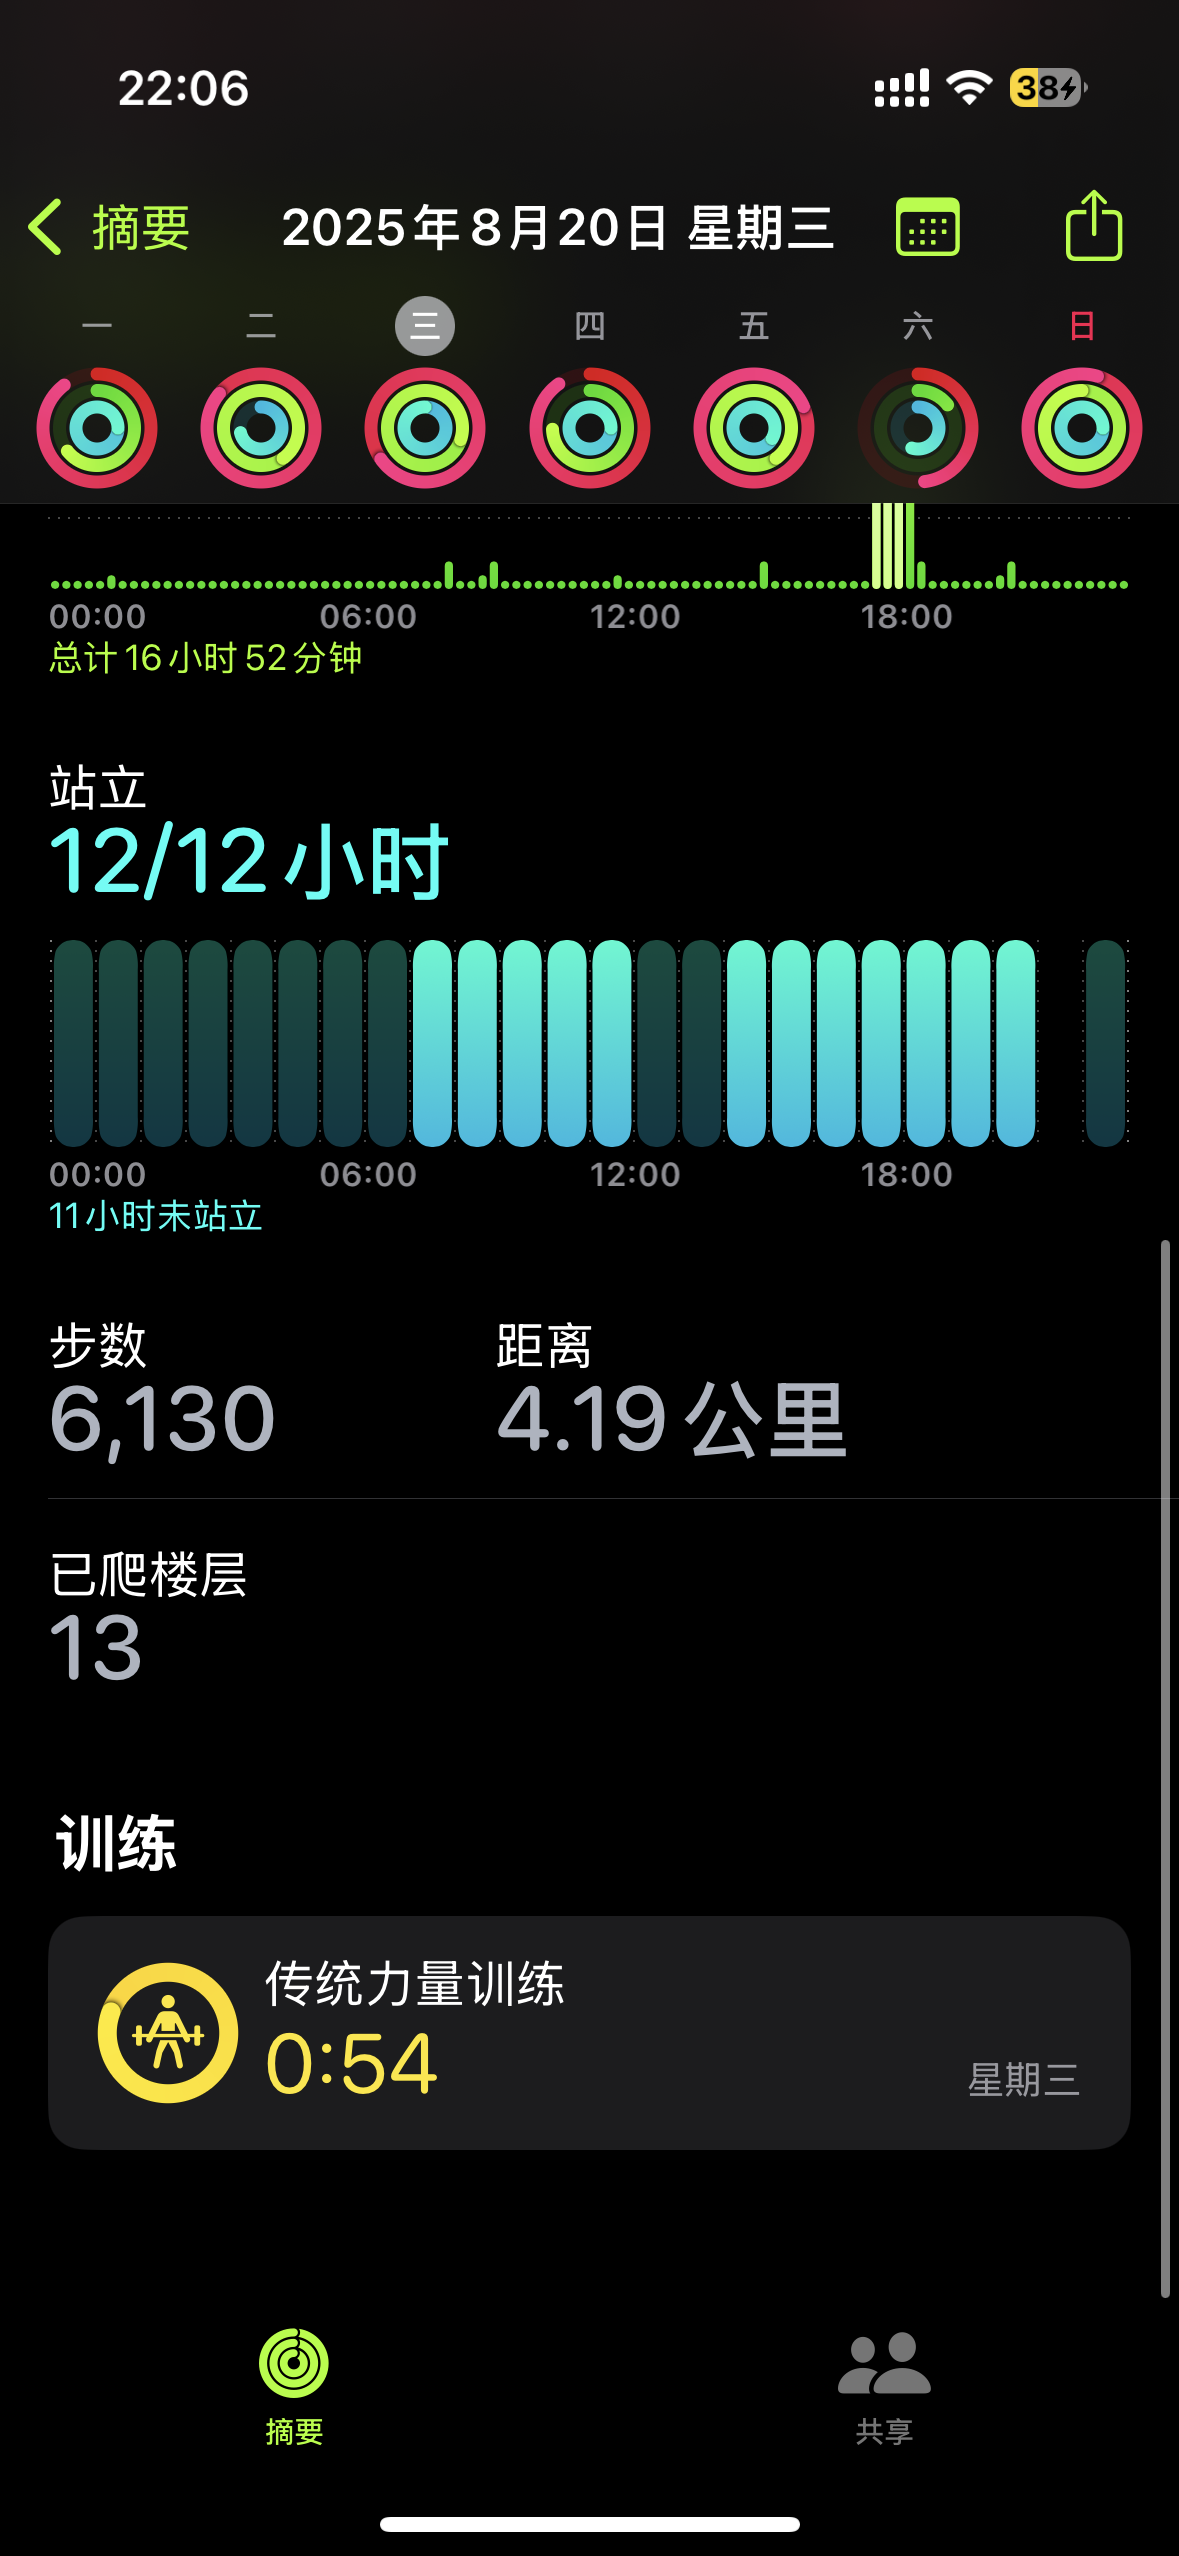 22:06
38
摘要
2025年8月20日 星期三
一 二 三 四 五 六 日
00:00 06:00 12:00 18:00
总计 16 小时 52 分钟
站立
12/12 小时
00:00 06:00 12:00 18:00
11 小时未站立
步数 距离
6,130 4.19 公里
已爬楼层
13
训练
传统力量训练
0:54
星期三
摘要 共享